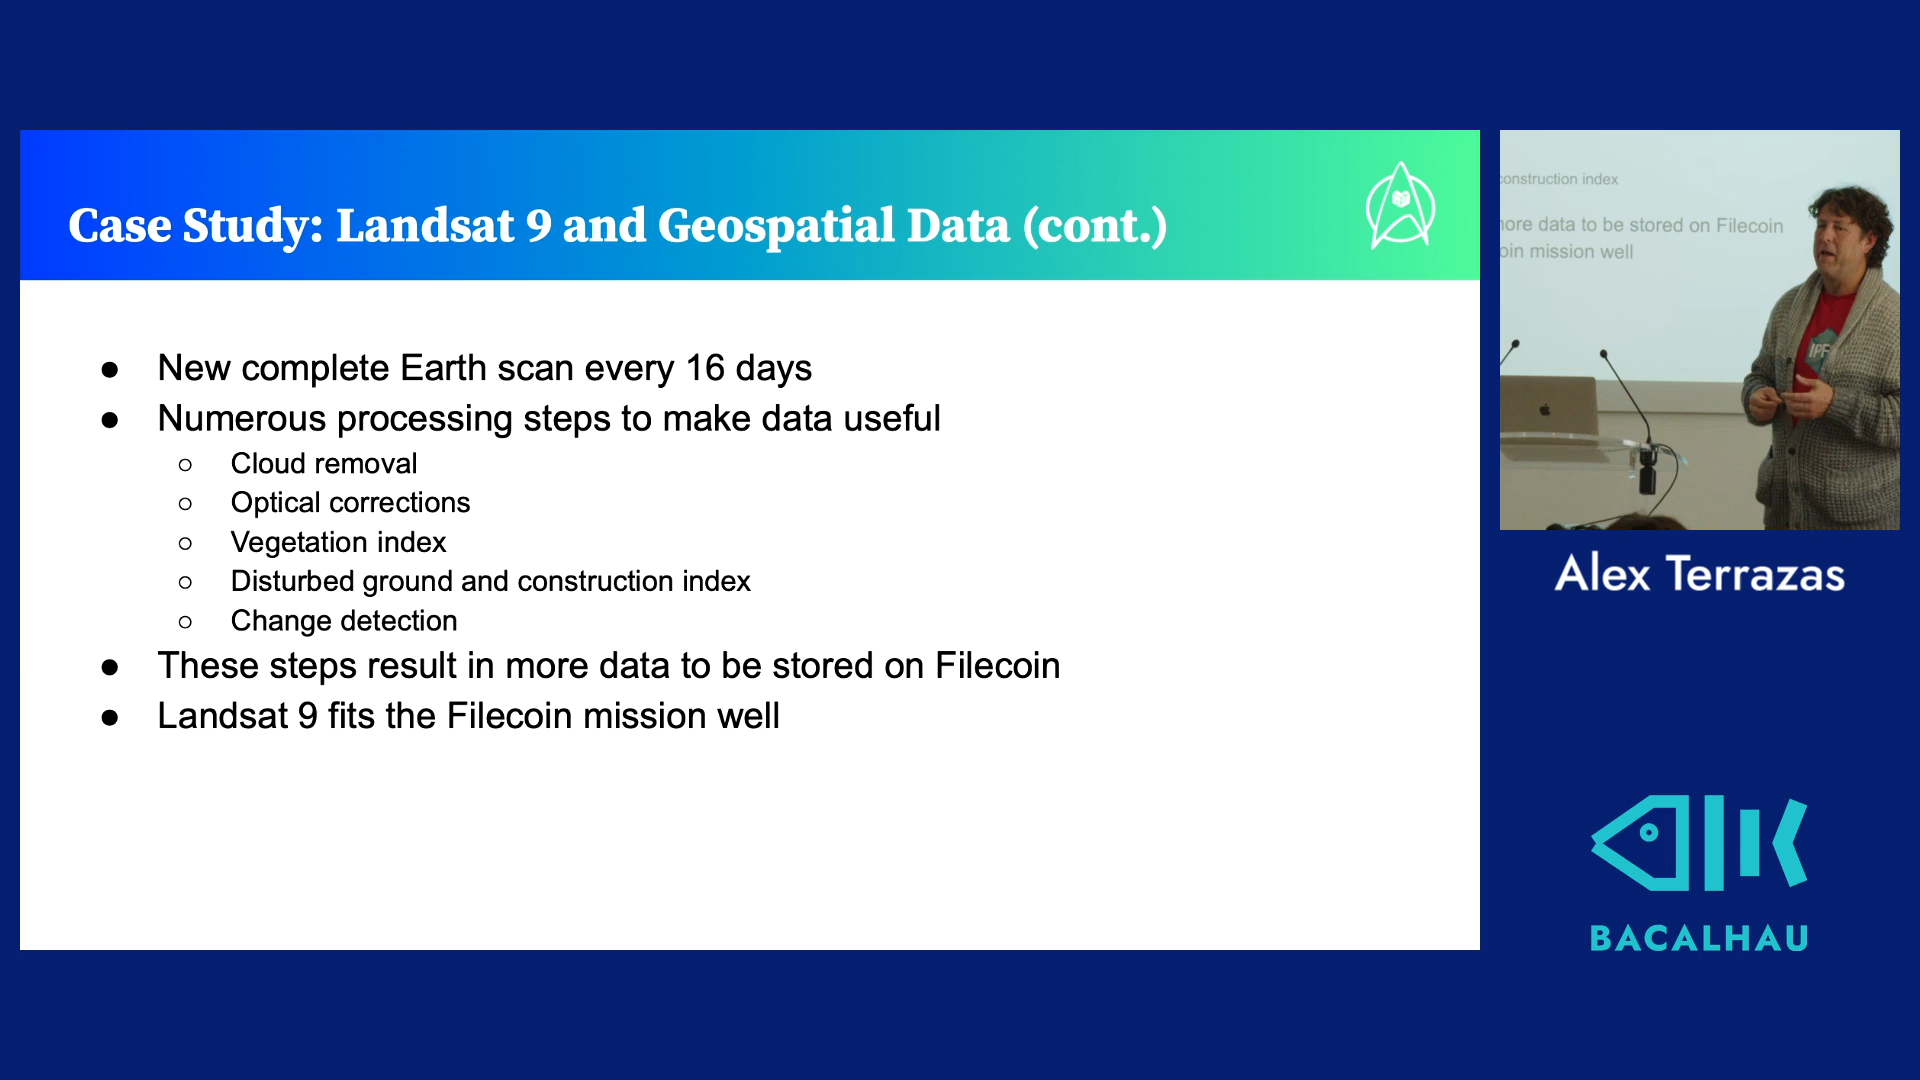 Case Study: Landsat 9 and Geospatial Data (cont.)
● New complete Earth scan every 16 days
● Numerous processing steps to make data useful
○ Cloud removal
○ Optical corrections
○ Vegetation index
○ Disturbed ground and construction index
○ Change detection
● These steps result in more data to be stored on Filecoin
● Landsat 9 fits the Filecoin mission well
construction index
more data to be stored on Filecoin
oin mission well
IPF
Alex Terrazas
BACALHAU